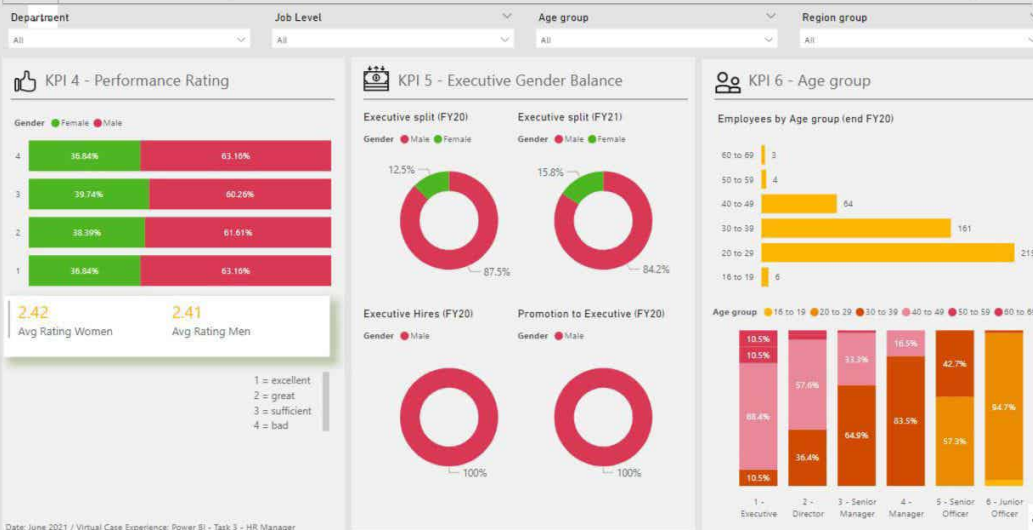 Department
Job Level
Age group
Region group
All
All
All
All
KPI 4 - Performance Rating
Gender Female Male
4 36.84% 63.16%
3 39.74% 60.26%
2 38.39% 61.61%
1 36.84% 63.16%
2.42
Avg Rating Women
2.41
Avg Rating Men
1 = excellent
2 = great
3 = sufficient
4 = bad
Date: June 2021 / Virtual Case Experience: Power BI - Task 3 - HR Manager
KPI 5 - Executive Gender Balance
Executive split (FY20)
Gender Male Female
12.5%
87.5%
Executive split (FY21)
Gender Male Female
15.8%
84.2%
Executive Hires (FY20)
Gender Male
100%
Promotion to Executive (FY20)
Gender Male
100%
KPI 6 - Age group
Employees by Age group (end FY20)
60 to 69 3
50 to 59 4
40 to 49 64
30 to 39 161
20 to 29
16 to 19 6
Age group 16 to 19 20 to 29 30 to 39 40 to 49 50 to 59 60 to
10.5%
10.5%
68.4%
10.5%
57.6%
36.4%
33.3%
64.9%
16.5%
83.5%
42.7%
57.3%
94.7%
1 - Executive
2 - Director
3 - Senior Manager
4 - Manager
5 - Senior Officer
6 - Junior Officer